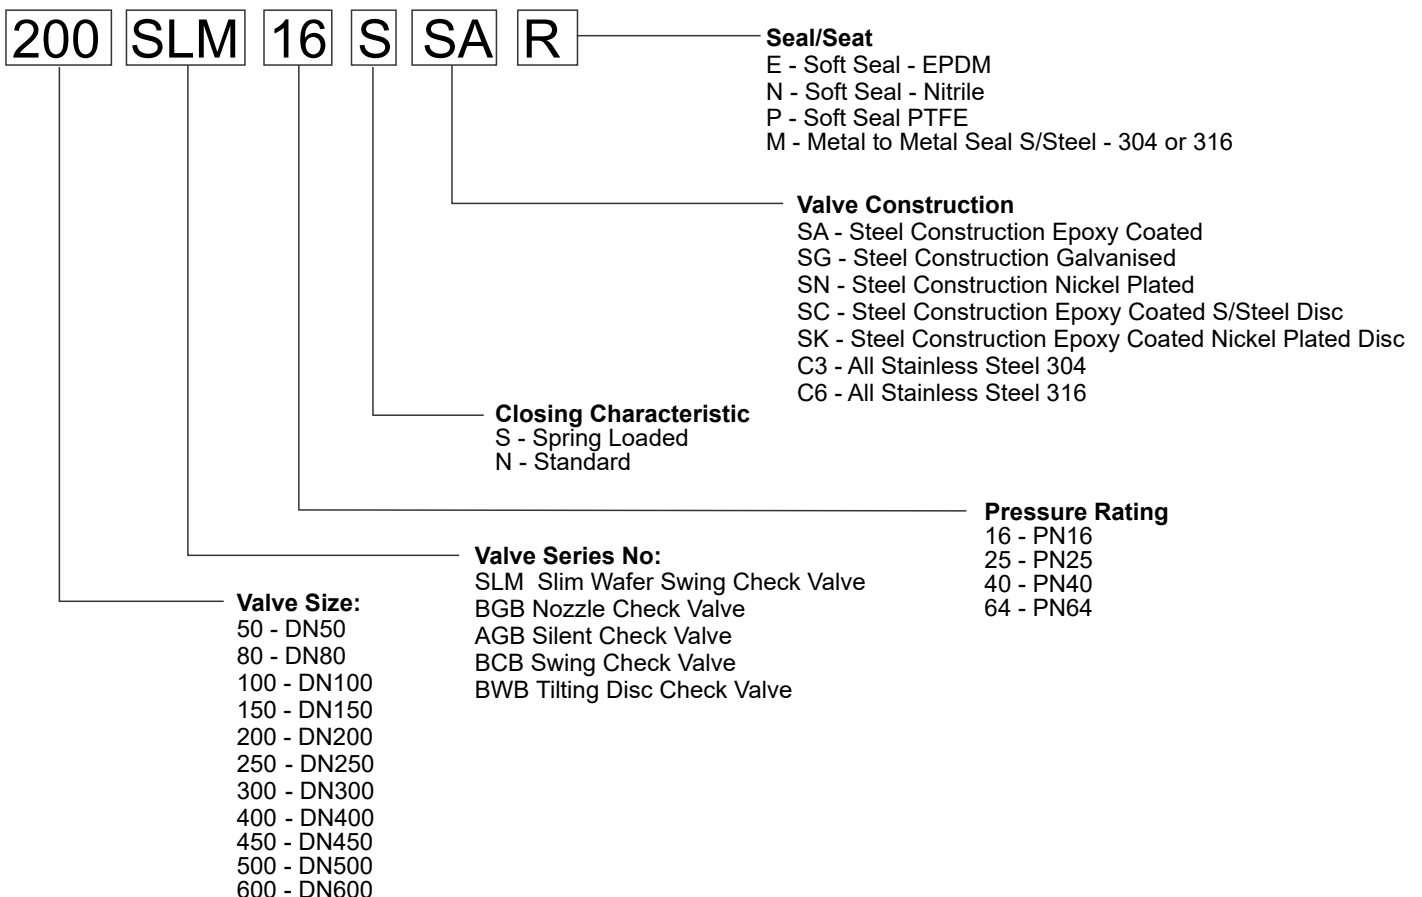 200 SLM 16 S SA R
Seal/Seat
E - Soft Seal - EPDM
N - Soft Seal - Nitrile
P - Soft Seal PTFE
M - Metal to Metal Seal S/Steel - 304 or 316
Valve Construction
SA - Steel Construction Epoxy Coated
SG - Steel Construction Galvanised
SN - Steel Construction Nickel Plated
SC - Steel Construction Epoxy Coated S/Steel Disc
SK - Steel Construction Epoxy Coated Nickel Plated Disc
C3 - All Stainless Steel 304
C6 - All Stainless Steel 316
Closing Characteristic
S - Spring Loaded
N - Standard
Pressure Rating
16 - PN16
25 - PN25
40 - PN40
64 - PN64
Valve Series No:
SLM  Slim Wafer Swing Check Valve
BGB Nozzle Check Valve
AGB Silent Check Valve
BCB Swing Check Valve
BWB Tilting Disc Check Valve
Valve Size:
50 - DN50
80 - DN80
100 - DN100
150 - DN150
200 - DN200
250 - DN250
300 - DN300
400 - DN400
450 - DN450
500 - DN500
600 - DN600